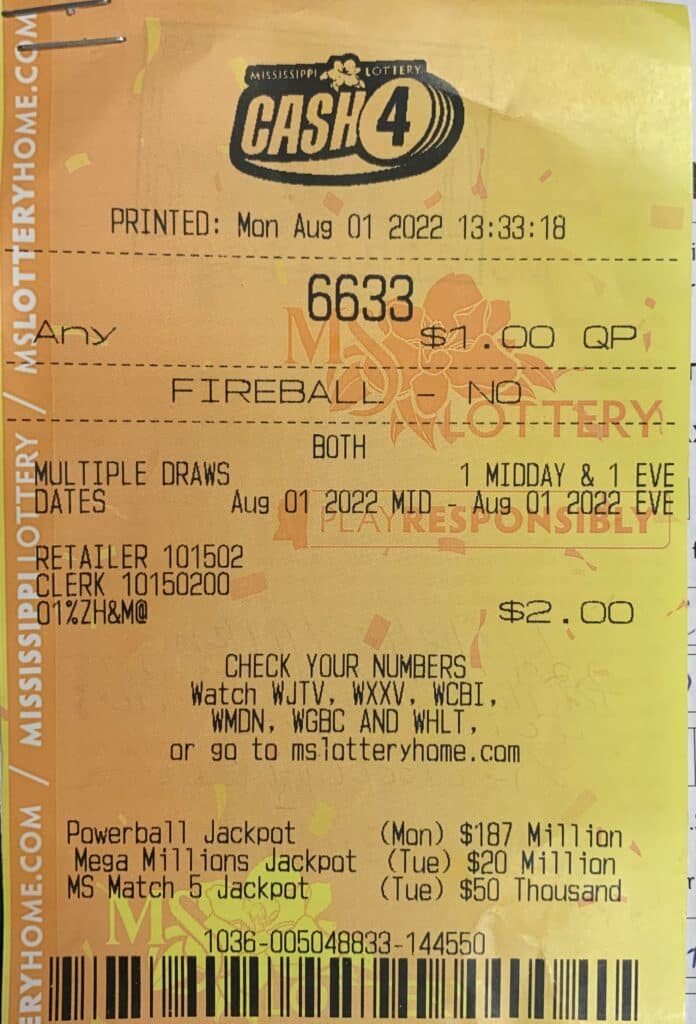 MISSISSIPPI LOTTERY
CASH 4
PRINTED: Mon Aug 01 2022 13:33:18
6633
Any $1.00 QP
FIREBALL - NO
BOTH
MULTIPLE DRAWS 1 MIDDAY & 1 EVE
DATES Aug 01 2022 MID - Aug 01 2022 EVE
RETAILER 101502
CLERK 10150200
01%ZH&M@ $2.00
CHECK YOUR NUMBERS
Watch WJTV, WXXV, WCBI,
WMDN, WGBC AND WHLT,
or go to mslotteryhome.com
Powerball Jackpot (Mon) $187 Million
Mega Millions Jackpot (Tue) $20 Million
MS Match 5 Jackpot (Tue) $50 Thousand
1036-005048833-144550
MS LOTTERY
PLAY RESPONSIBLY
MS
ERYHOME.COM / MISSISSIPPI LOTTERY / MSLOTTERYHOME.COM